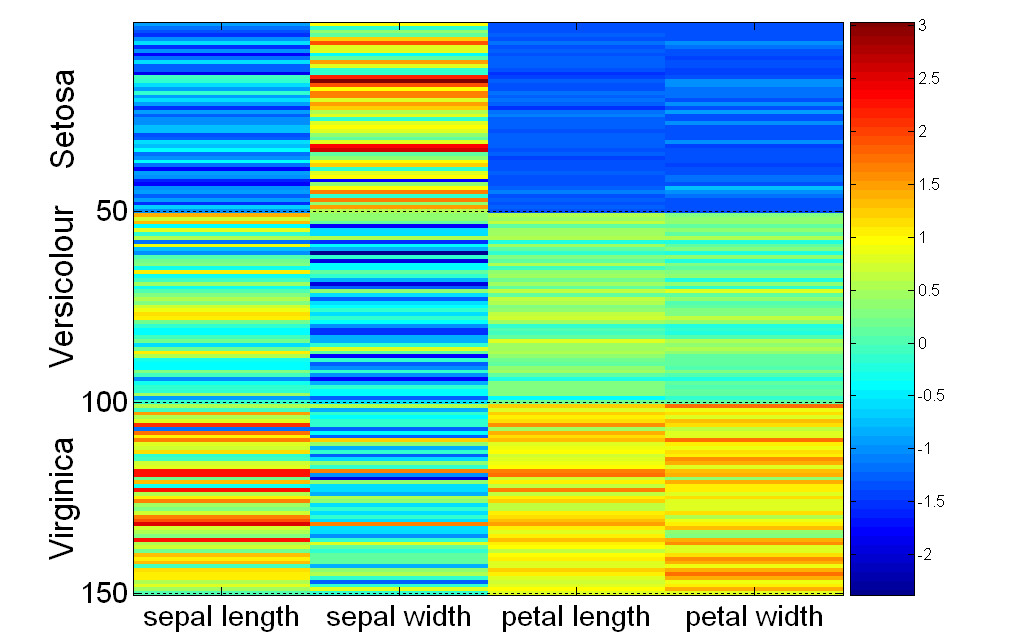 Setosa
Versicolour
Virginica
50
100
150
sepal length
sepal width
petal length
petal width
3
2.5
2
1.5
1
0.5
0
-0.5
-1
-1.5
-2